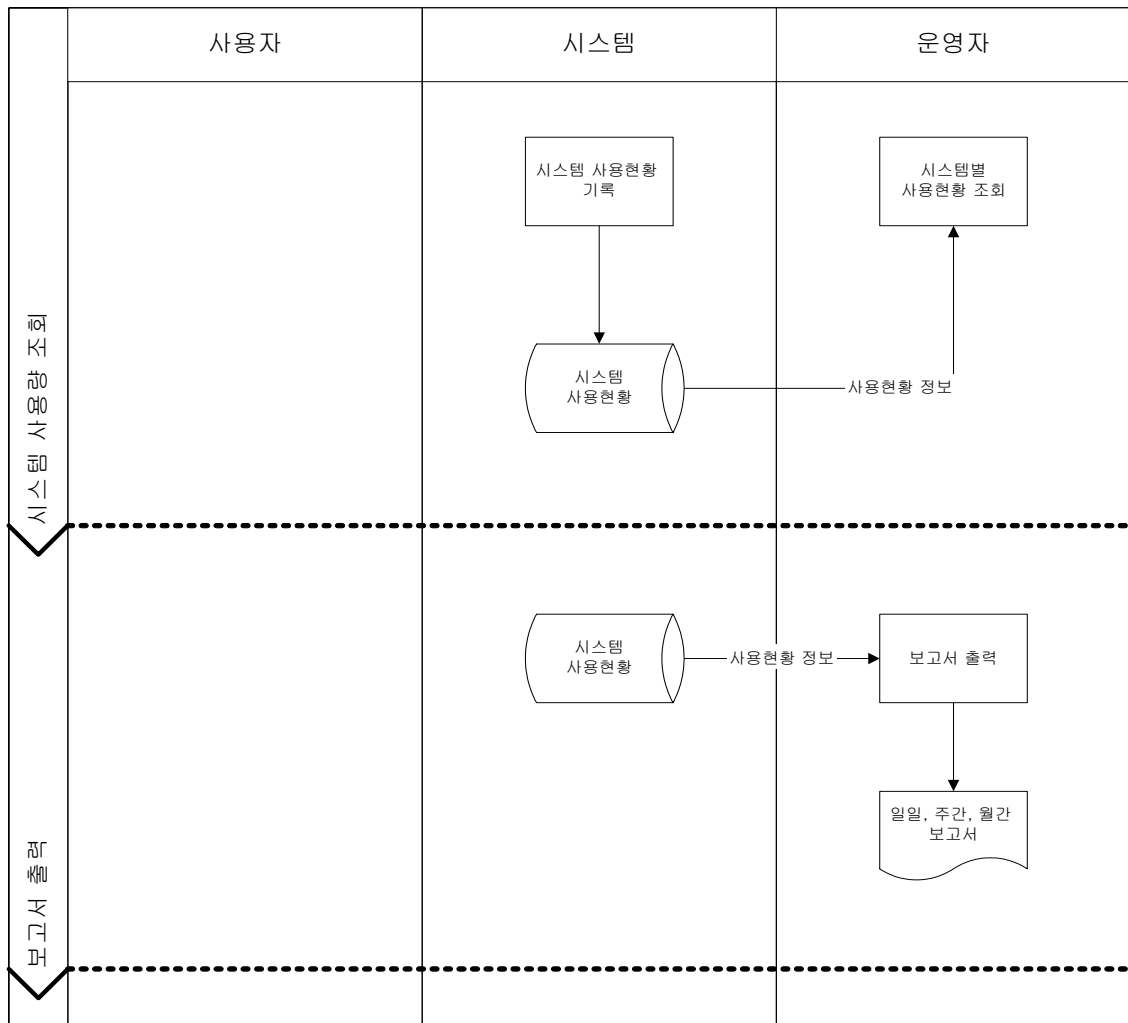 사용자
시스템
운영자
시스템 사용량 조회
시스템 사용현황
기록
시스템별
사용현황 조회
시스템
사용현황
사용현황 정보
보고서 출력
시스템
사용현황
사용현황 정보
보고서 출력
일일, 주간, 월간
보고서